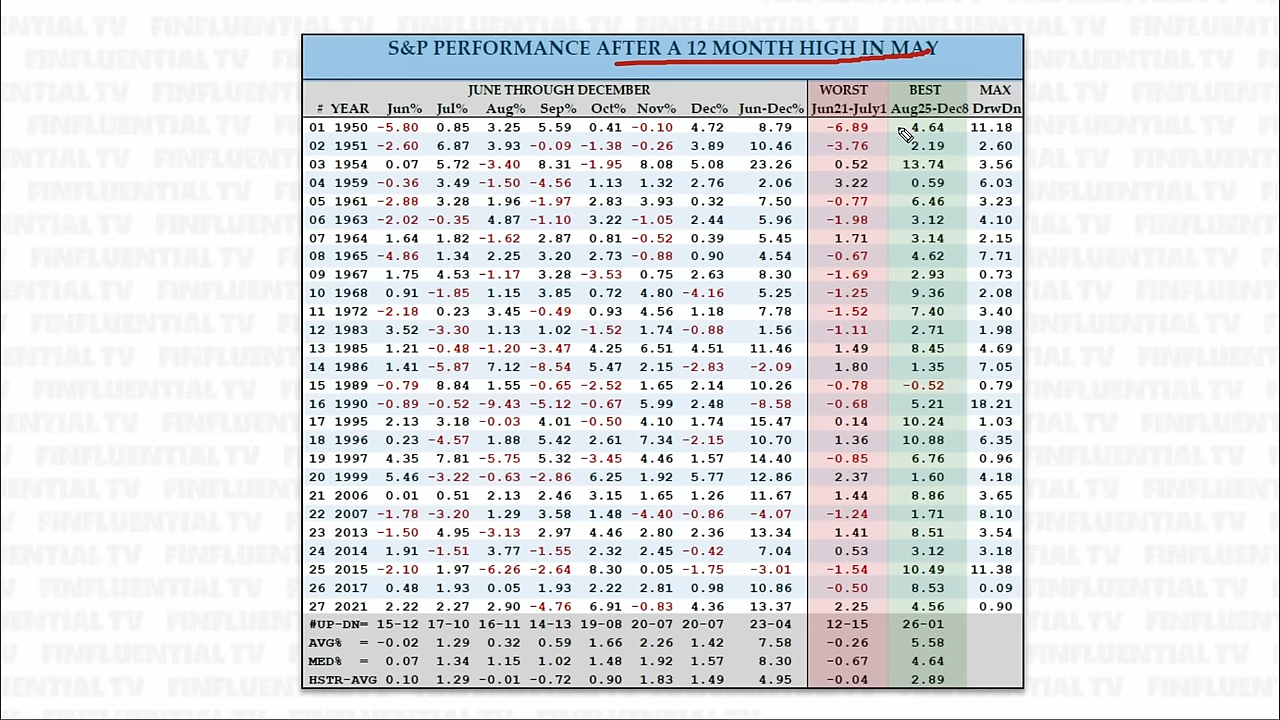 S&P PERFORMANCE AFTER A 12 MONTH HIGH IN MAY
JUNE THROUGH DECEMBER WORST BEST MAX
# YEAR Jun% Jul% Aug% Sep% Oct% Nov% Dec% Jun-Dec% Jun21-July1 Aug25-Dec8 DrwDn
01 1950 -5.80 0.85 3.25 5.59 0.41 -0.10 4.72 8.79 -6.89 4.64 11.18
02 1951 -2.60 6.87 3.93 -0.09 -1.38 -0.26 3.89 10.46 -3.76 2.19 2.60
03 1954 0.07 5.72 -3.40 8.31 -1.95 8.08 5.08 23.26 0.52 13.74 3.56
04 1959 -0.36 3.49 -1.50 -4.56 1.13 1.32 2.76 2.06 3.22 0.59 6.03
05 1961 -2.88 3.28 1.96 -1.97 2.83 3.93 0.32 7.50 -0.77 6.46 3.23
06 1963 -2.02 -0.35 4.87 -1.10 3.22 -1.05 2.44 5.96 -1.98 3.12 4.10
07 1964 1.64 1.82 -1.62 2.87 0.81 -0.52 0.39 5.45 1.71 3.14 2.15
08 1965 -4.86 1.34 2.25 3.20 2.73 -0.88 0.90 4.54 -0.67 4.62 7.71
09 1967 1.75 4.53 -1.17 3.28 -3.53 0.75 2.63 8.30 -1.69 2.93 0.73
10 1968 0.91 -1.85 1.15 3.85 0.72 4.80 -4.16 5.25 -1.25 9.36 2.08
11 1972 -2.18 0.23 3.45 -0.49 0.93 4.56 1.18 7.78 -1.52 7.40 3.40
12 1983 3.52 -3.30 1.13 1.02 -1.52 1.74 -0.88 1.56 -1.11 2.71 1.98
13 1985 1.21 -0.48 -1.20 -3.47 4.25 6.51 4.51 11.46 1.49 8.45 4.69
14 1986 1.41 -5.87 7.12 -8.54 5.47 2.15 -2.83 -2.09 1.80 1.35 7.05
15 1989 -0.79 8.84 1.55 -0.65 -2.52 1.65 2.14 10.26 -0.78 -0.52 0.79
16 1990 -0.89 -0.52 -9.43 -5.12 -0.67 5.99 2.48 -8.58 -0.68 5.21 18.21
17 1995 2.13 3.18 -0.03 4.01 -0.50 4.10 1.74 15.47 0.14 10.24 1.03
18 1996 0.23 -4.57 1.88 5.42 2.61 7.34 -2.15 10.70 1.36 10.88 6.35
19 1997 4.35 7.81 -5.75 5.32 -3.45 4.46 1.57 14.40 -0.85 6.76 0.96
20 1999 5.46 -3.22 -0.63 -2.86 6.25 1.92 5.77 12.86 2.37 1.60 4.18
21 2006 0.01 0.51 2.13 2.46 3.15 1.65 1.26 11.67 1.44 8.86 3.65
22 2007 -1.78 -3.20 1.29 3.58 1.48 -4.40 -0.86 -4.07 -1.24 1.71 8.10
23 2013 -1.50 4.95 -3.13 2.97 4.46 2.80 2.36 13.34 1.41 8.51 3.54
24 2014 1.91 -1.51 3.77 -1.55 2.32 2.45 -0.42 7.04 0.53 3.12 3.18
25 2015 -2.10 1.97 -6.26 -2.64 8.30 0.05 -1.75 -3.01 -1.54 10.49 11.38
26 2017 0.48 1.93 0.05 1.93 2.22 2.81 0.98 10.86 -0.50 8.53 0.09
27 2021 2.22 2.27 2.90 -4.76 6.91 -0.83 4.36 13.37 2.25 4.56 0.90
#UP-DN= 15-12 17-10 16-11 14-13 19-08 20-07 20-07 23-04 12-15 26-01
AVG% = -0.02 1.29 0.32 0.59 1.66 2.26 1.42 7.58 -0.26 5.58
MED% = 0.07 1.34 1.15 1.02 1.48 1.92 1.57 8.30 -0.67 4.64
HSTR-AVG 0.10 1.29 -0.01 -0.72 0.90 1.83 1.49 4.95 -0.04 2.89